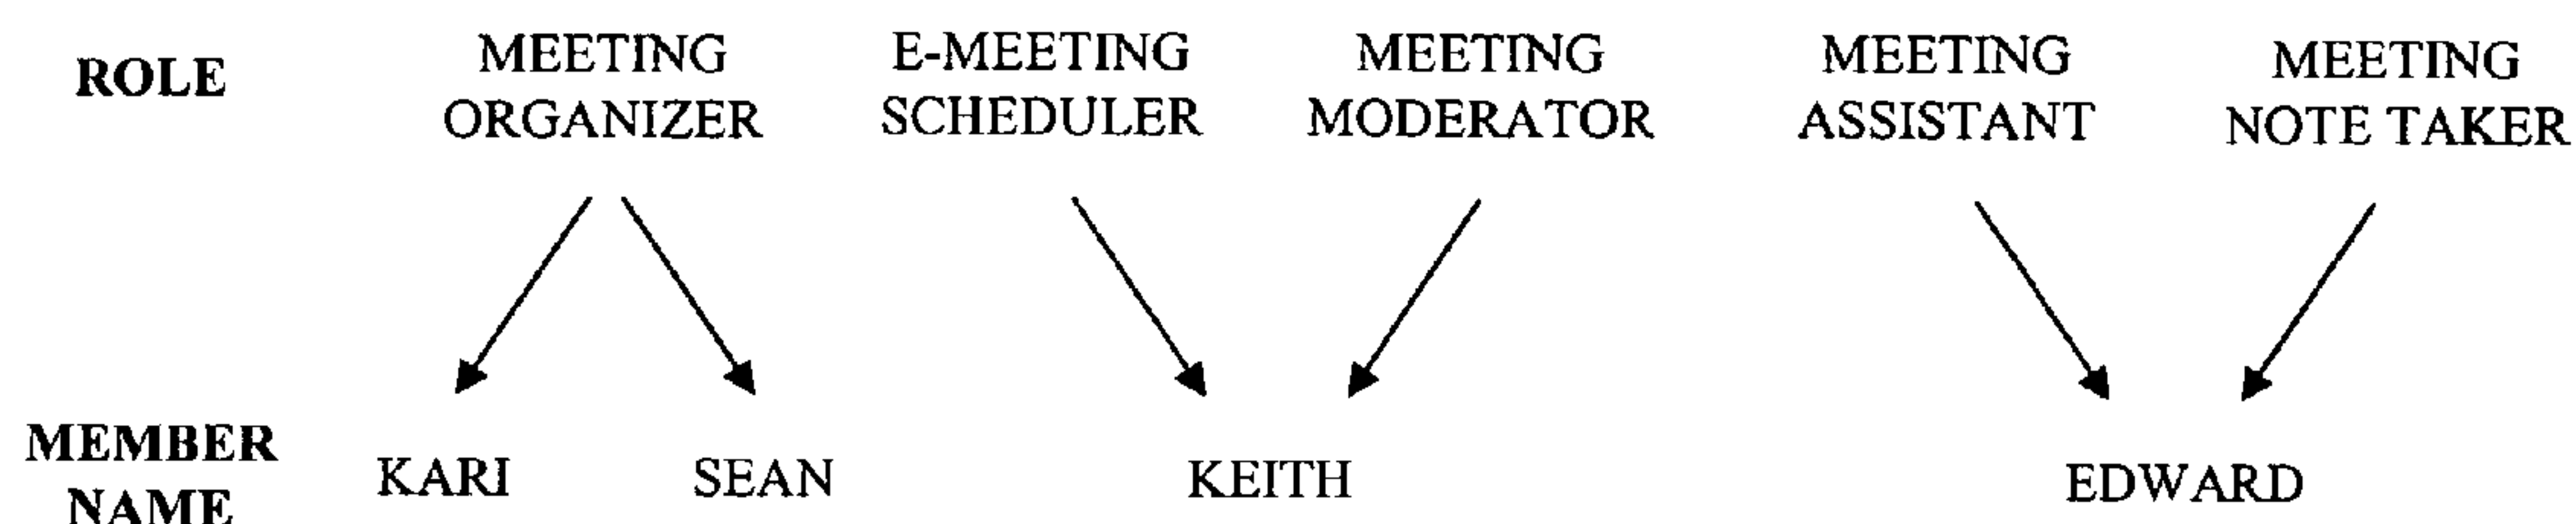 ROLE
MEETING
ORGANIZER
E-MEETING
SCHEDULER
MEETING
MODERATOR
MEETING
ASSISTANT
MEETING
NOTE TAKER
MEMBER
NAME
KARI
SEAN
KEITH
EDWARD